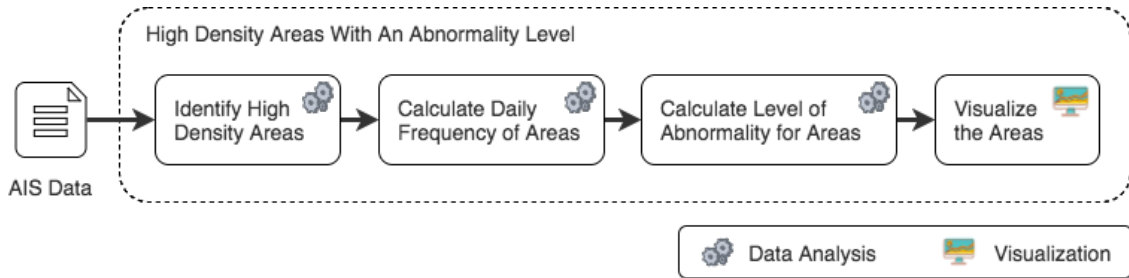 High Density Areas With An Abnormality Level
AIS Data
Identify High
Density Areas
Calculate Daily
Frequency of Areas
Calculate Level of
Abnormality for Areas
Visualize
the Areas
Data Analysis
Visualization